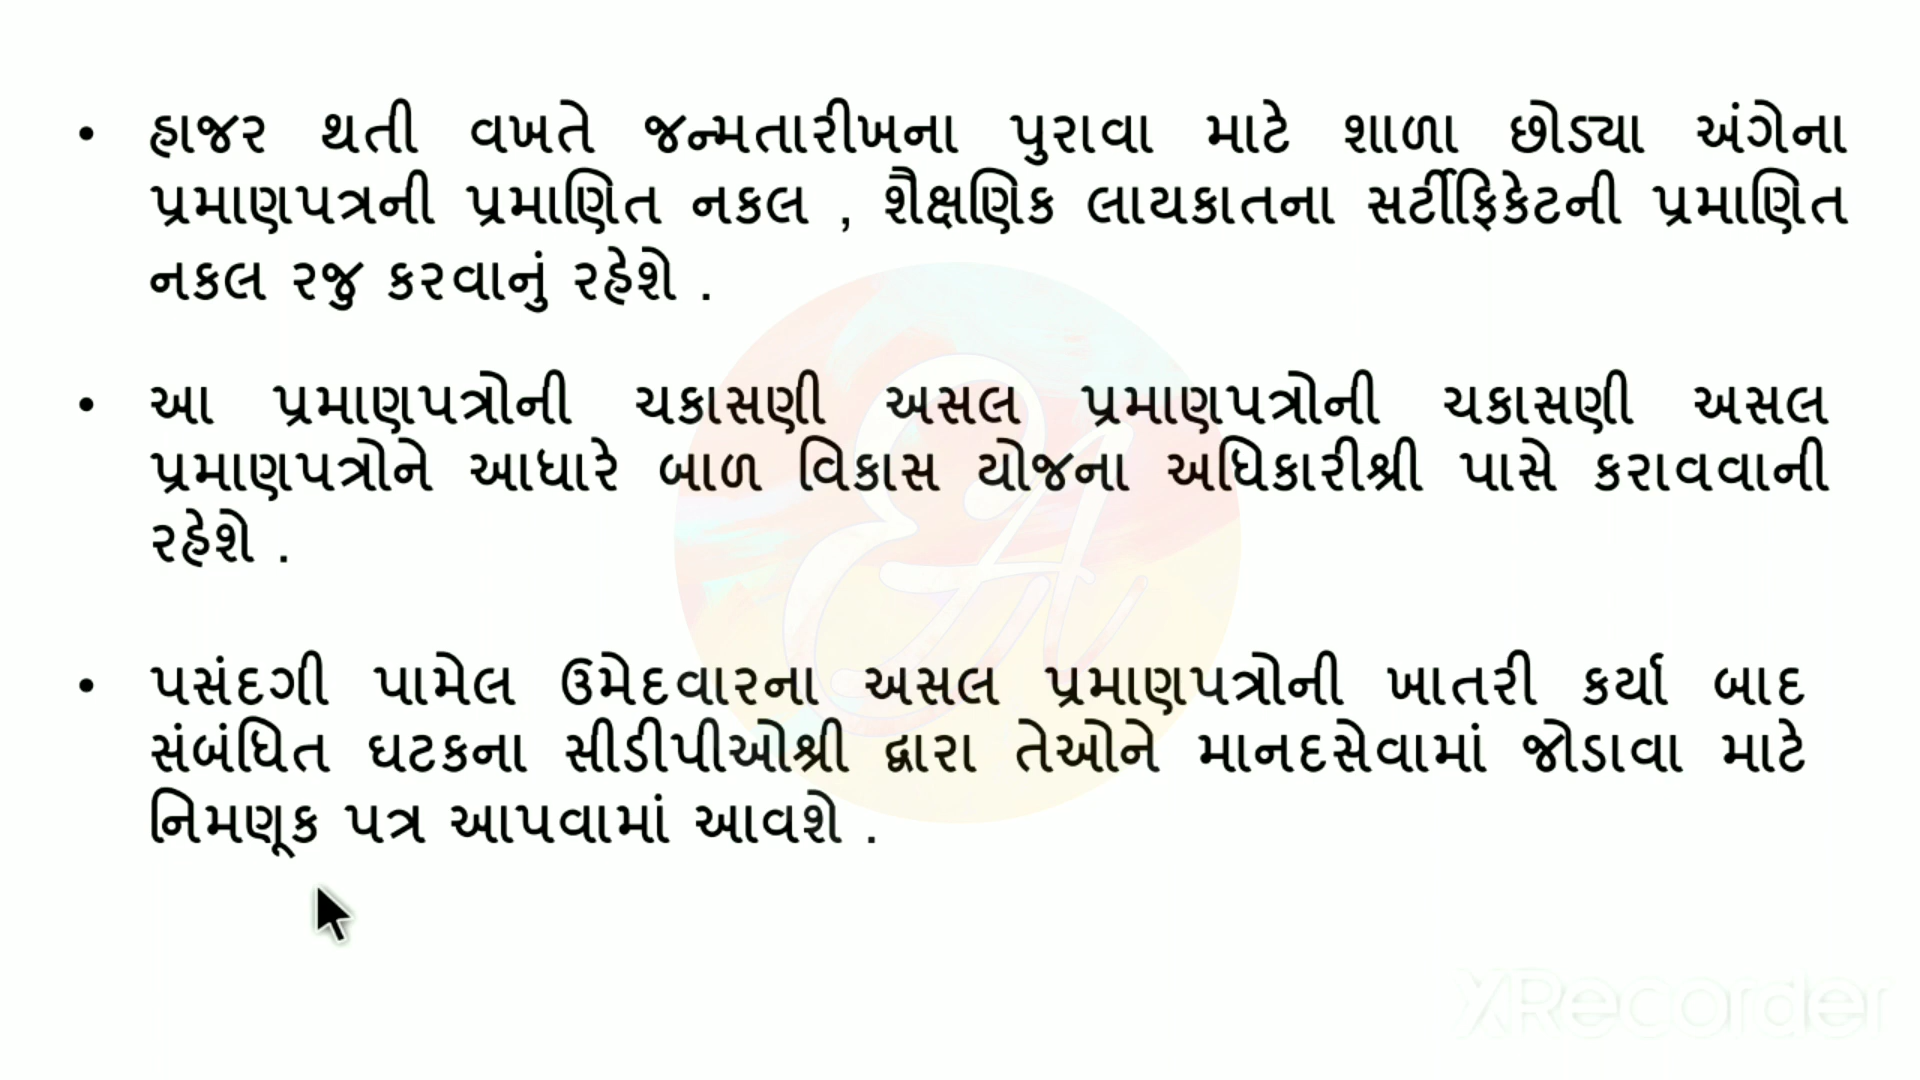 • હાજર થતી વખતે જન્મતારીખના પુરાવા માટે શાળા છોડ્યા અંગેના
પ્રમાણપત્રની પ્રમાણિત નકલ , શૈક્ષણિક લાયકાતના સર્ટીફિકેટની પ્રમાણિત
નકલ રજુ કરવાનું રહેશે .
• આ પ્રમાણપત્રોની ચકાસણી અસલ પ્રમાણપત્રોની ચકાસણી અસલ
પ્રમાણપત્રોને આધારે બાળ વિકાસ યોજના અધિકારીશ્રી પાસે કરાવવાની
રહેશે .
• પસંદગી પામેલ ઉમેદવારના અસલ પ્રમાણપત્રોની ખાતરી કર્યા બાદ
સંબંધિત ઘટકના સીડીપીઓશ્રી દ્વારા તેઓને માનદસેવામાં જોડાવા માટે
નિમણૂક પત્ર આપવામાં આવશે .
EA
XRecorder